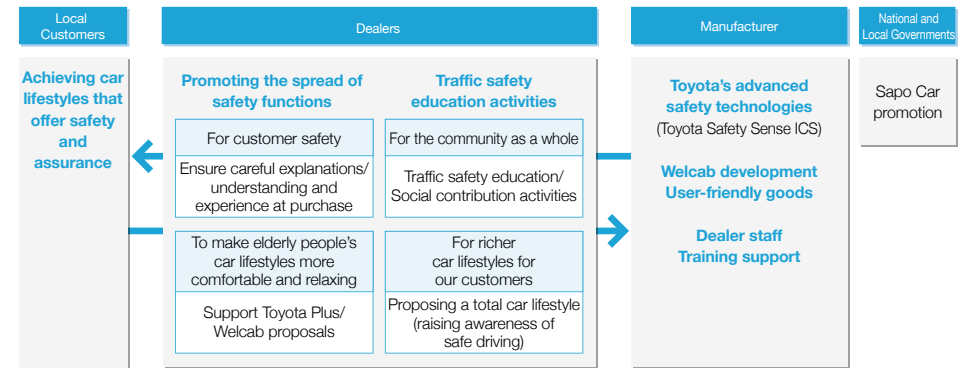 Local
Customers
Dealers
Manufacturer
National and
Local Governments
Achieving car
lifestyles that
offer safety
and
assurance
Promoting the spread of
safety functions
For customer safety
Ensure careful explanations/
understanding and
experience at purchase
To make elderly people's
car lifestyles more
comfortable and relaxing
Support Toyota Plus/
Welcab proposals
Traffic safety
education activities
For the community as a whole
Traffic safety education/
Social contribution activities
For richer
car lifestyles for
our customers
Proposing a total car lifestyle
(raising awareness of
safe driving)
Toyota's advanced
safety technologies
(Toyota Safety Sense ICS)
Welcab development
User-friendly goods
Dealer staff
Training support
Sapo Car
promotion